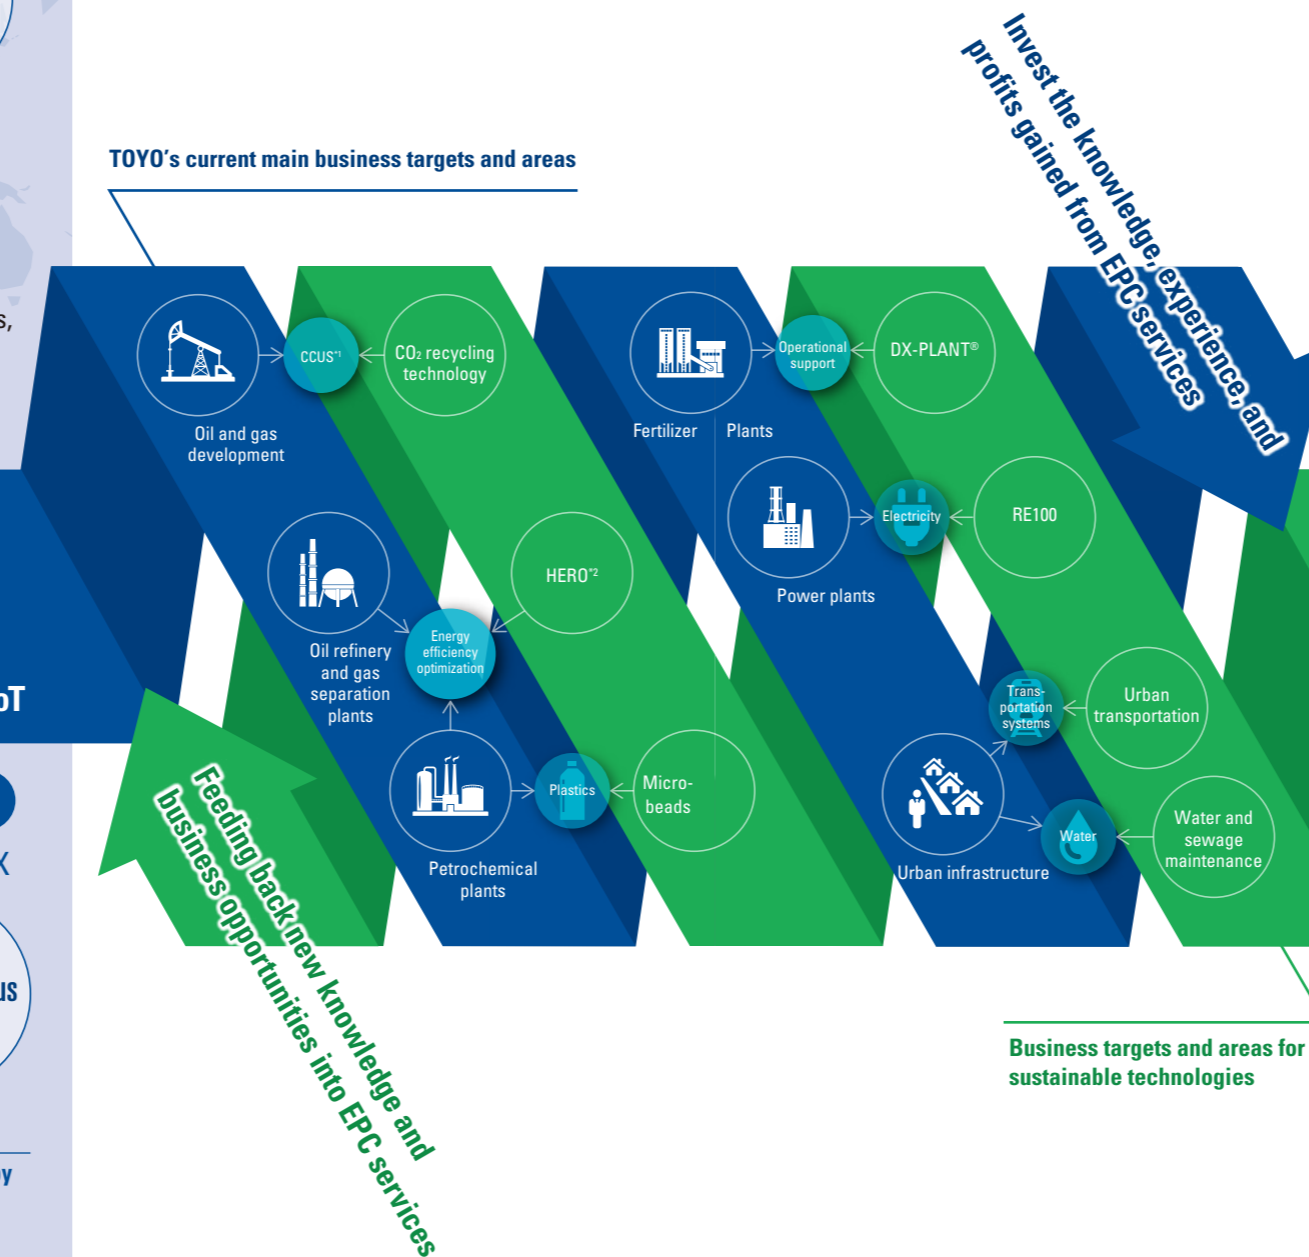 Invest the knowledge, experience, and
profits gained from EPC services
TOYO's current main business targets and areas
s,
CCUS*1
CO2 recycling
technology
Oil and gas
development
Operational
support
DX-PLANT®
Fertilizer Plants
Electricity
RE100
Power plants
HERO*2
Oil refinery
and gas
separation
plants
Energy
efficiency
optimization
Trans-
portation
systems
Urban
transportation
oT
Plastics
Micro-
beads
Petrochemical
plants
Water
Water and
sewage
maintenance
Urban infrastructure
X
us
Feeding back new knowledge and
business opportunities into EPC services
Business targets and areas for
sustainable technologies
y